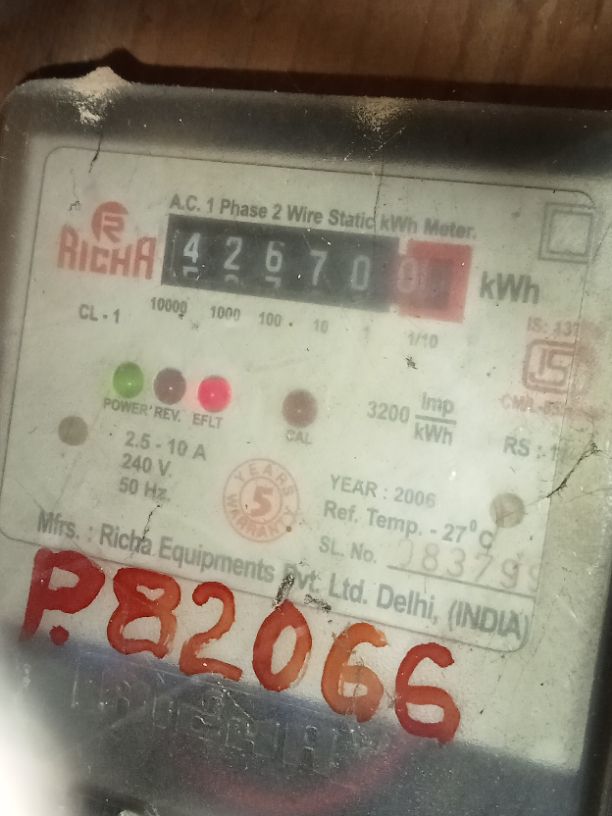 A.C. 1 Phase 2 Wire Static kWh Meter.
RICHA
42670 kWh
CL - 1
10000 1000 100 10 1/10
POWER REV. EFLT
CAL
3200 Imp/kWh
2.5 - 10 A
240 V.
50 Hz.
5 YEARS WARRANTY
YEAR : 2006
Ref. Temp. - 27°C
SL. No.
Mfrs. : Richa Equipments Pvt. Ltd. Delhi, (INDIA)
P.82066